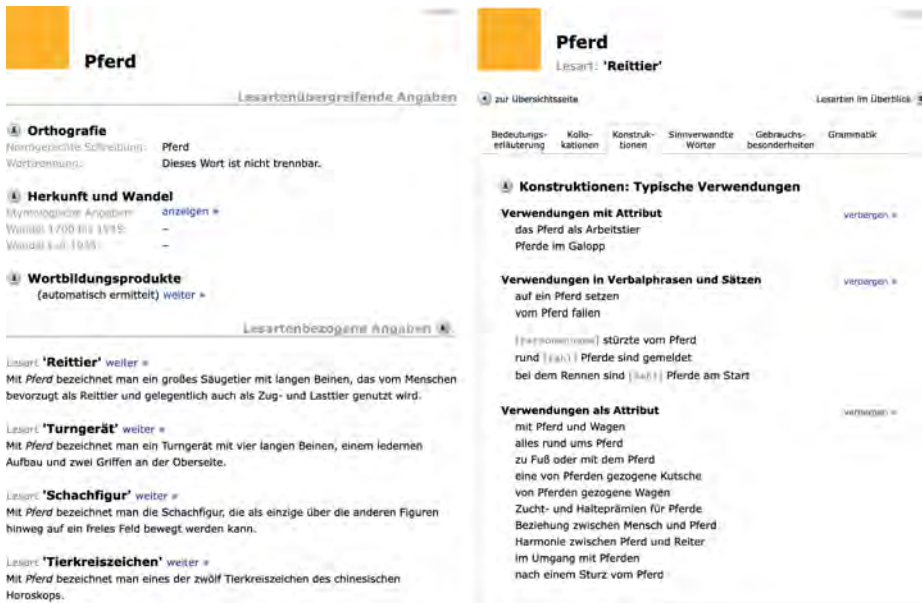 Pferd
Lesartenübergreifende Angaben
Orthografie
Normgerechte Schreibung: Pferd
Worttrennung: Dieses Wort ist nicht trennbar.
Herkunft und Wandel
Angaben: anzeigen »
Wandel 1700 bis 1945: –
Wandel seit 1945: –
Wortbildungsprodukte
(automatisch ermittelt) weiter »
Lesartenbezogene Angaben
Lesart 'Reittier' weiter »
Mit Pferd bezeichnet man ein großes Säugetier mit langen Beinen, das vom Menschen
bevorzugt als Reittier und gelegentlich auch als Zug- und Lasttier genutzt wird.
Lesart 'Turngerät' weiter »
Mit Pferd bezeichnet man ein Turngerät mit vier langen Beinen, einem ledernen
Aufbau und zwei Griffen an der Oberseite.
Lesart 'Schachfigur' weiter »
Mit Pferd bezeichnet man die Schachfigur, die als einzige über die anderen Figuren
hinweg auf ein freies Feld bewegt werden kann.
Lesart 'Tierkreiszeichen' weiter »
Mit Pferd bezeichnet man eines der zwölf Tierkreiszeichen des chinesischen
Horoskops.
Pferd
Lesart: 'Reittier'
zur Übersichtsseite Lesarten im Überblick
Bedeutungs- Kollo- Konstruk- Sinnverwandte Gebrauchs- Grammatik
erläuterung kationen tionen Wörter besonderheiten
Konstruktionen: Typische Verwendungen
Verwendungen mit Attribut verbergen »
das Pferd als Arbeitstier
Pferde im Galopp
Verwendungen in Verbalphrasen und Sätzen verbergen »
auf ein Pferd setzen
vom Pferd fallen
[Personenname] stürzte vom Pferd
rund [Zahl] Pferde sind gemeldet
bei dem Rennen sind [Zahl] Pferde am Start
Verwendungen als Attribut verbergen »
mit Pferd und Wagen
alles rund ums Pferd
zu Fuß oder mit dem Pferd
eine von Pferden gezogene Kutsche
von Pferden gezogene Wagen
Zucht- und Halteprämien für Pferde
Beziehung zwischen Mensch und Pferd
Harmonie zwischen Pferd und Reiter
im Umgang mit Pferden
nach einem Sturz vom Pferd